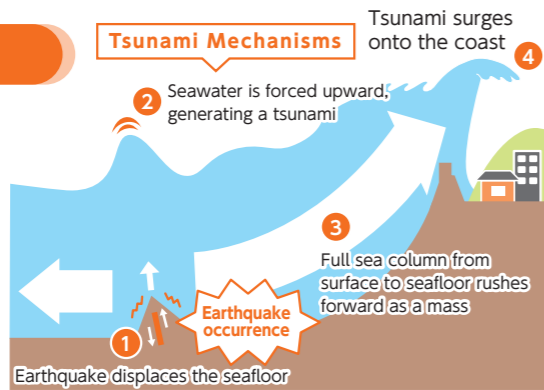 Tsunami Mechanisms
Tsunami surges
onto the coast
4
2
Seawater is forced upward,
generating a tsunami
3
Full sea column from
surface to seafloor rushes
forward as a mass
Earthquake
occurrence
1
Earthquake displaces the seafloor